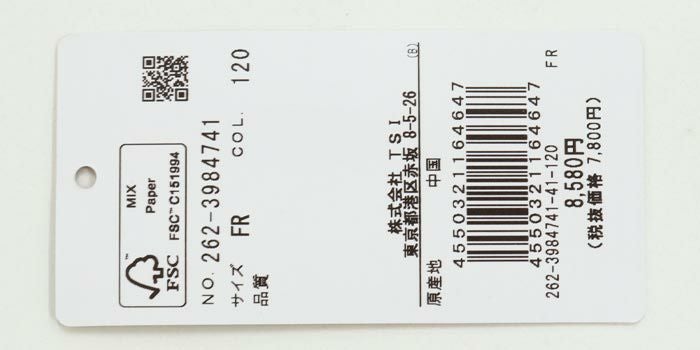 MIX
Paper
FSC™ C151994
™
FSC
NO. 262-3984741
サイズ FR COL. 120
品質
株式会社 TSI
東京都港区赤坂 8-5-26 (B)
原産地 中国
4550321164647
4550321164647
262-3984741-41-120 FR
8,580円
(税抜価格 7,800円)